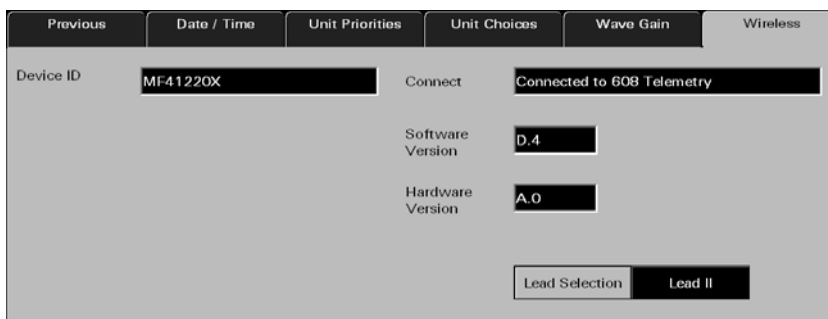 Previous Date / Time Unit Priorities Unit Choices Wave Gain Wireless
Device ID MF41220X Connect Connected to 608 Telemetry
Software
Version D.4
Hardware
Version A.0
Lead Selection Lead II